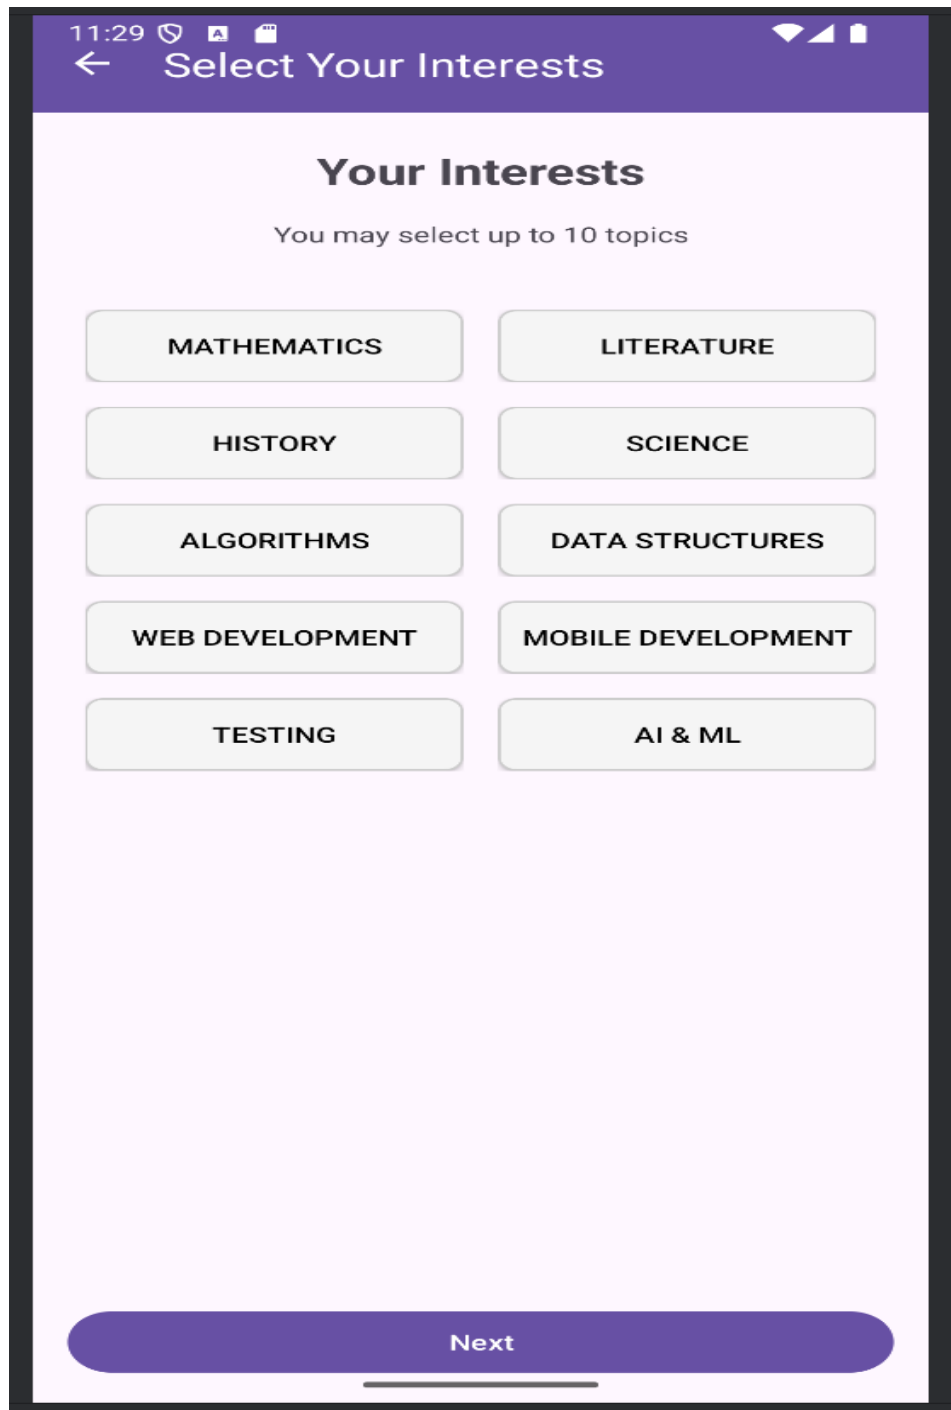 11:29
Select Your Interests
Your Interests
You may select up to 10 topics
MATHEMATICS LITERATURE
HISTORY SCIENCE
ALGORITHMS DATA STRUCTURES
WEB DEVELOPMENT MOBILE DEVELOPMENT
TESTING AI & ML
Next